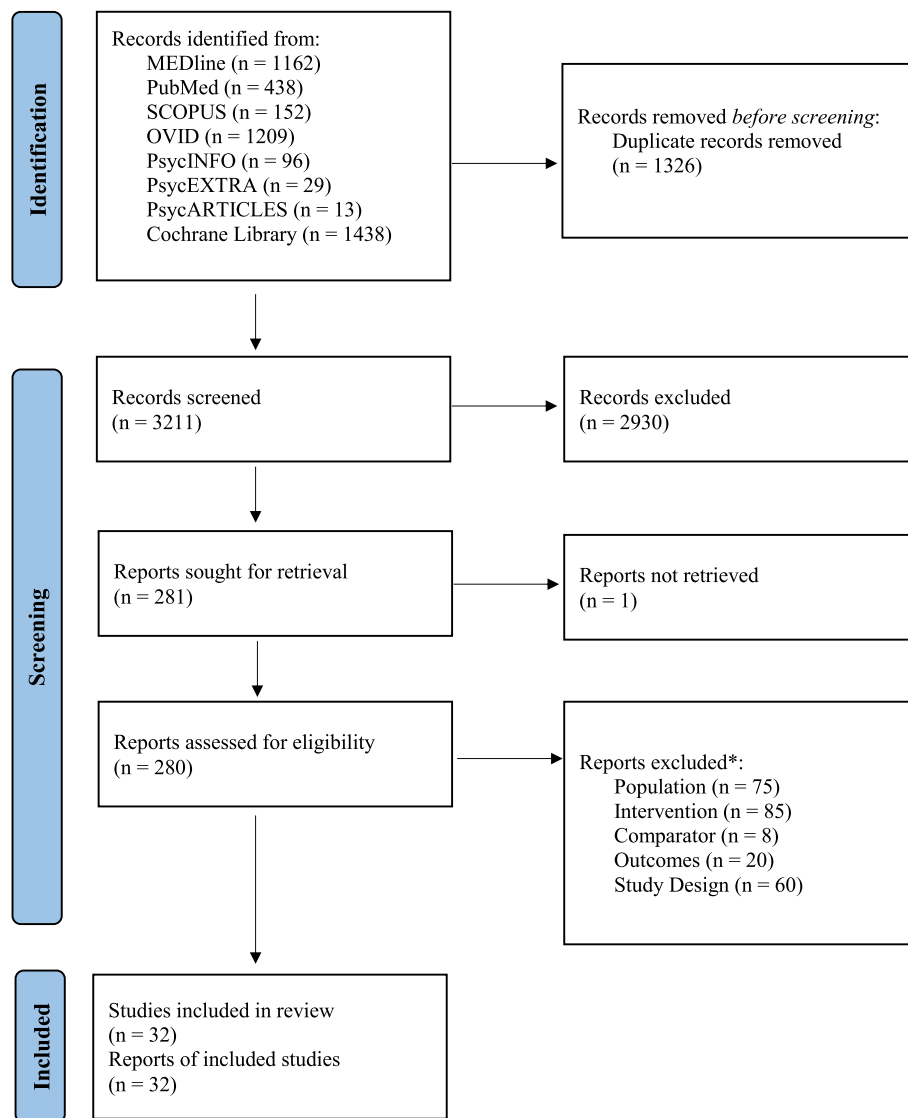 Identification
Records identified from:
MEDline (n = 1162)
PubMed (n = 438)
SCOPUS (n = 152)
OVID (n = 1209)
PsycINFO (n = 96)
PsycEXTRA (n = 29)
PsycARTICLES (n = 13)
Cochrane Library (n = 1438)
Records removed before screening:
Duplicate records removed
(n = 1326)
Screening
Records screened
(n = 3211)
Records excluded
(n = 2930)
Reports sought for retrieval
(n = 281)
Reports not retrieved
(n = 1)
Reports assessed for eligibility
(n = 280)
Reports excluded*:
Population (n = 75)
Intervention (n = 85)
Comparator (n = 8)
Outcomes (n = 20)
Study Design (n = 60)
Included
Studies included in review
(n = 32)
Reports of included studies
(n = 32)